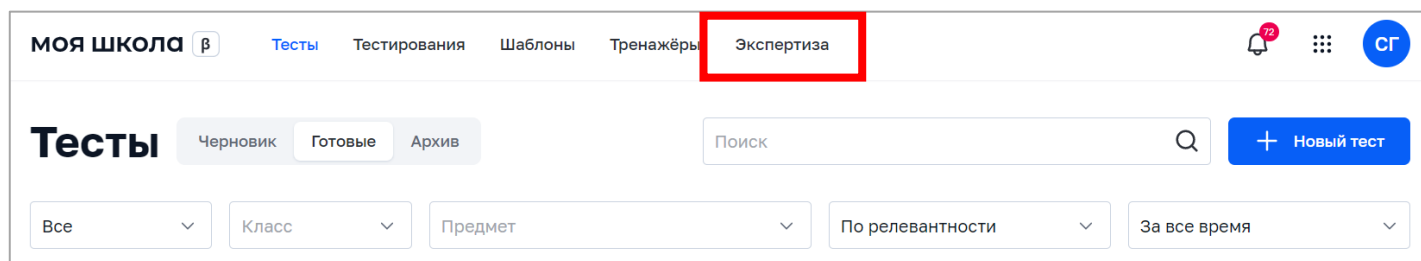 моя школа β Тесты Тестирования Шаблоны Тренажёры Экспертиза 72 СГ
Тесты Черновик Готовые Архив Поиск Новый тест
Все Класс Предмет По релевантности За все время